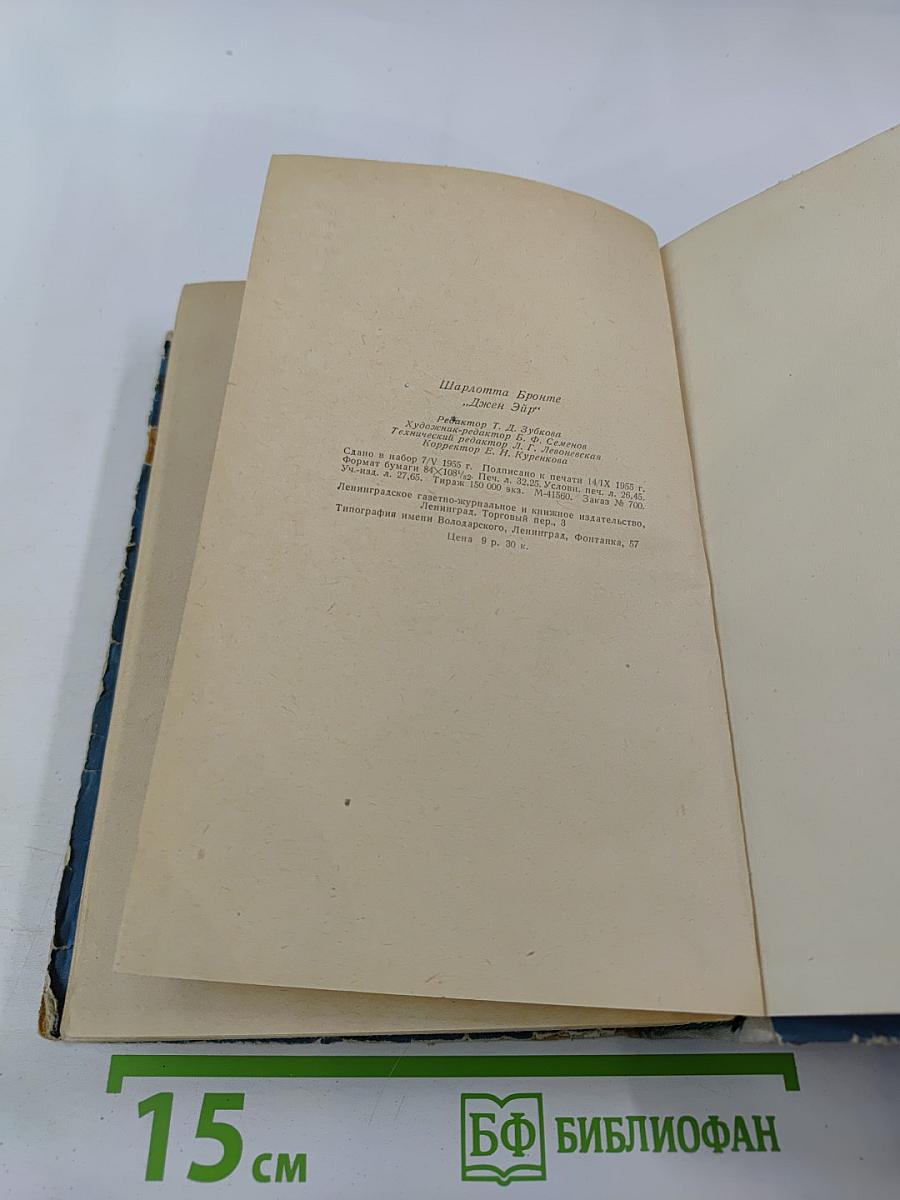 Шарлотта Бронте
„Джен Эйр“
Редактор Т. Д. Зубкова
Художник-редактор Б. Ф. Семенов
Технический редактор Л. Г. Левоневская
Корректор Е. И. Куренкова
Сдано в набор 7/V 1955 г. Подписано к печати 14/IX 1955 г.
Формат бумаги 84×108¹/₃₂. Печ. л. 32,25. Условн. печ. л. 26,45.
Уч.-изд. л. 27,65. Тираж 150 000 экз. М-41560. Заказ № 700.
Ленинградское газетно-журнальное и книжное издательство,
Ленинград, Торговый пер., 3
Типография имени Володарского, Ленинград, Фонтанка, 57
Цена 9 р. 30 к.
15 см
БФ БИБЛИОФАН